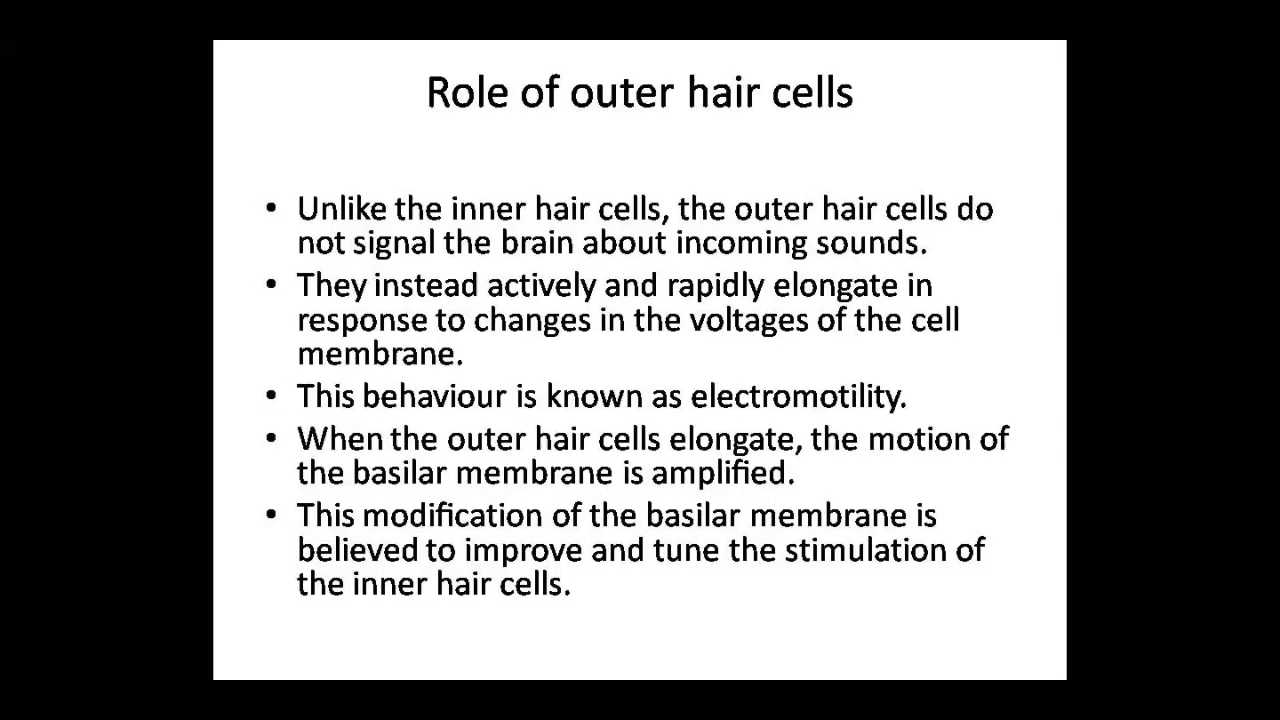 Role of outer hair cells
• Unlike the inner hair cells, the outer hair cells do
not signal the brain about incoming sounds.
• They instead actively and rapidly elongate in
response to changes in the voltages of the cell
membrane.
• This behaviour is known as electromotility.
• When the outer hair cells elongate, the motion of
the basilar membrane is amplified.
• This modification of the basilar membrane is
believed to improve and tune the stimulation of
the inner hair cells.